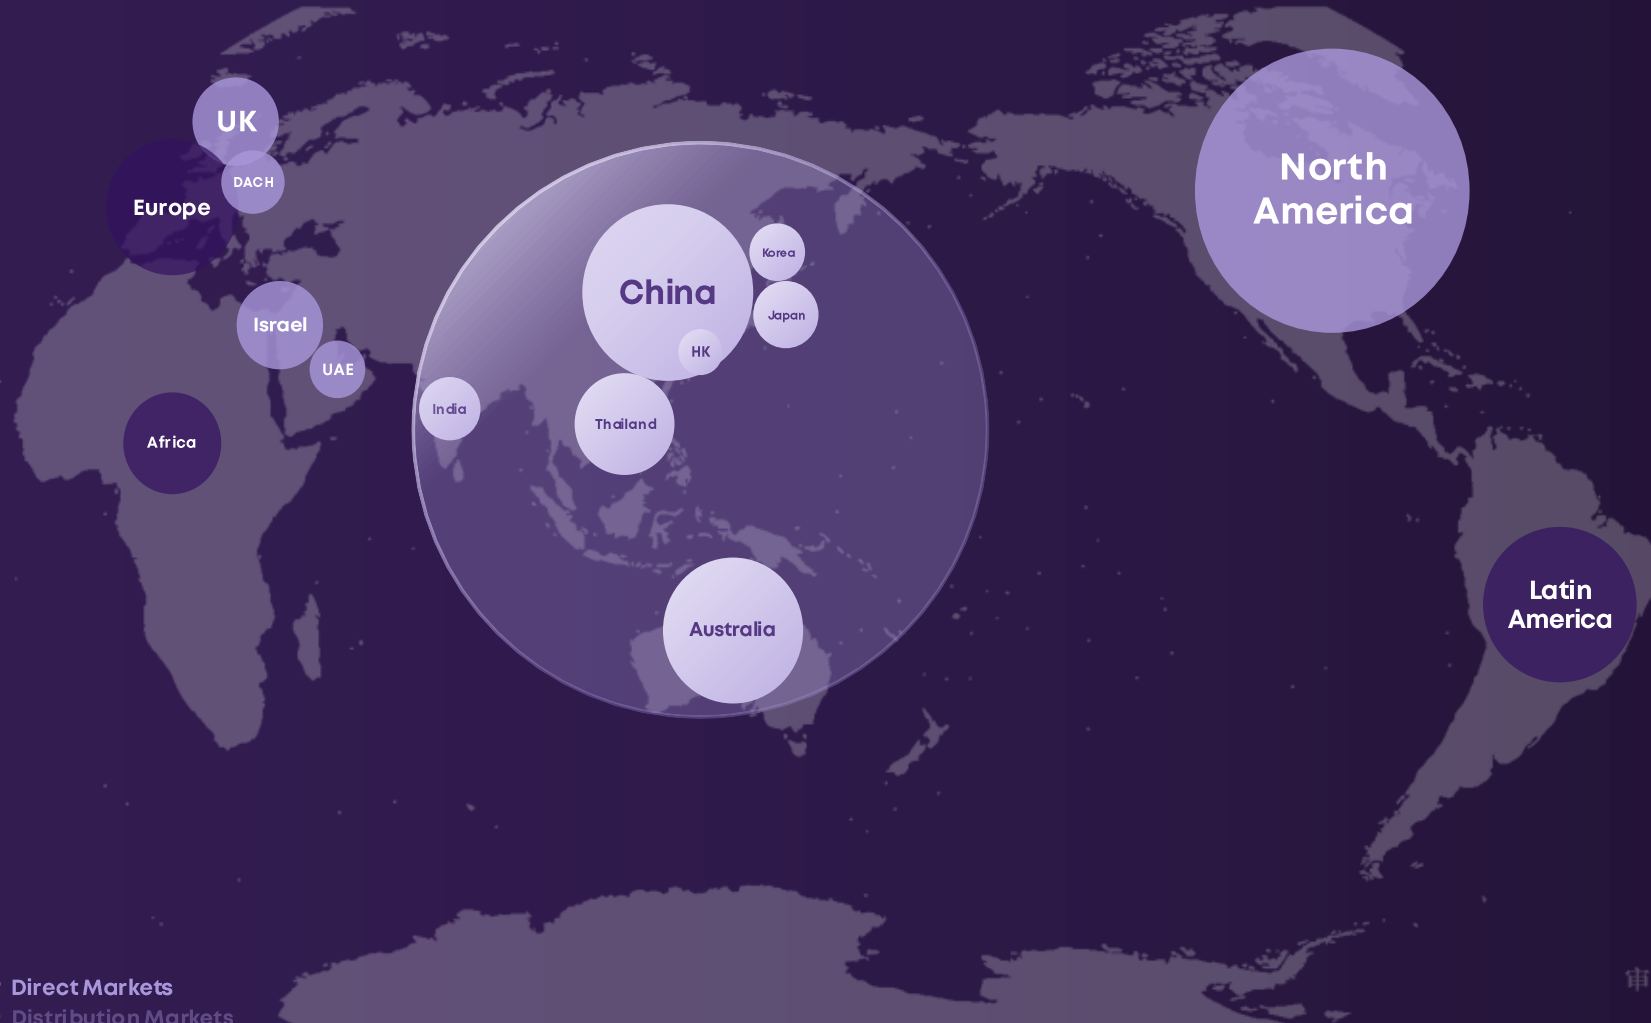 UK
DACH
Europe
North
America
Korea
China
Japan
Israel
HK
UAE
India
Thailand
Africa
Latin
America
Australia
Direct Markets
Distribution Markets
审